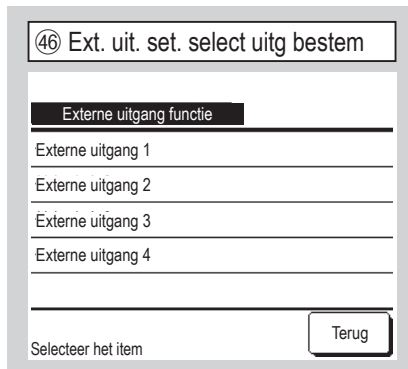 ㊻ Ext. uit. set. select uitg bestem
Externe uitgang functie
Externe uitgang 1
Externe uitgang 2
Externe uitgang 3
Externe uitgang 4
Selecteer het item
Terug